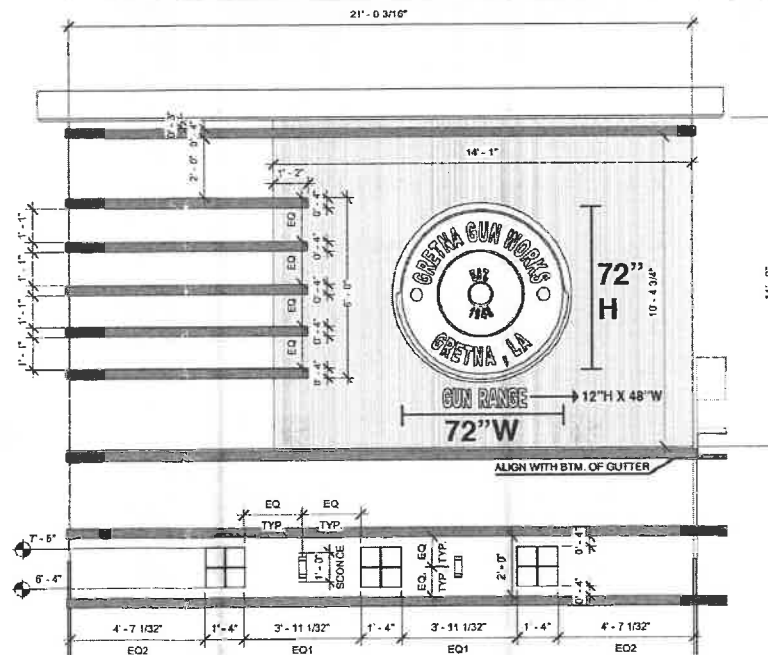 21' - 0 3/16"
0' - 3"
0' - 4"
2' - 0"
14' - 1"
1' - 2"
0' - 4"
EQ
1' - 1"
0' - 4"
EQ
1' - 1"
0' - 4"
EQ
1' - 1"
0' - 4"
EQ
1' - 1"
0' - 4"
GRETNA GUN WORKS
GRETNA, LA
72"
H
10' - 4 3/4"
GUN RANGE
12"H X 48"W
72"W
ALIGN WITH BTM. OF GUTTER
EQ
EQ
TYP.
TYP.
7' - 6"
6' - 4"
1' - 0"
SCONCE
EQ
TYP.
EQ
TYP.
2' - 0"
0' - 4"
0' - 4"
4' - 7 1/32"
1' - 4"
3' - 11 1/32"
1' - 4"
3' - 11 1/32"
1' - 4"
4' - 7 1/32"
EQ2
EQ1
EQ1
EQ2